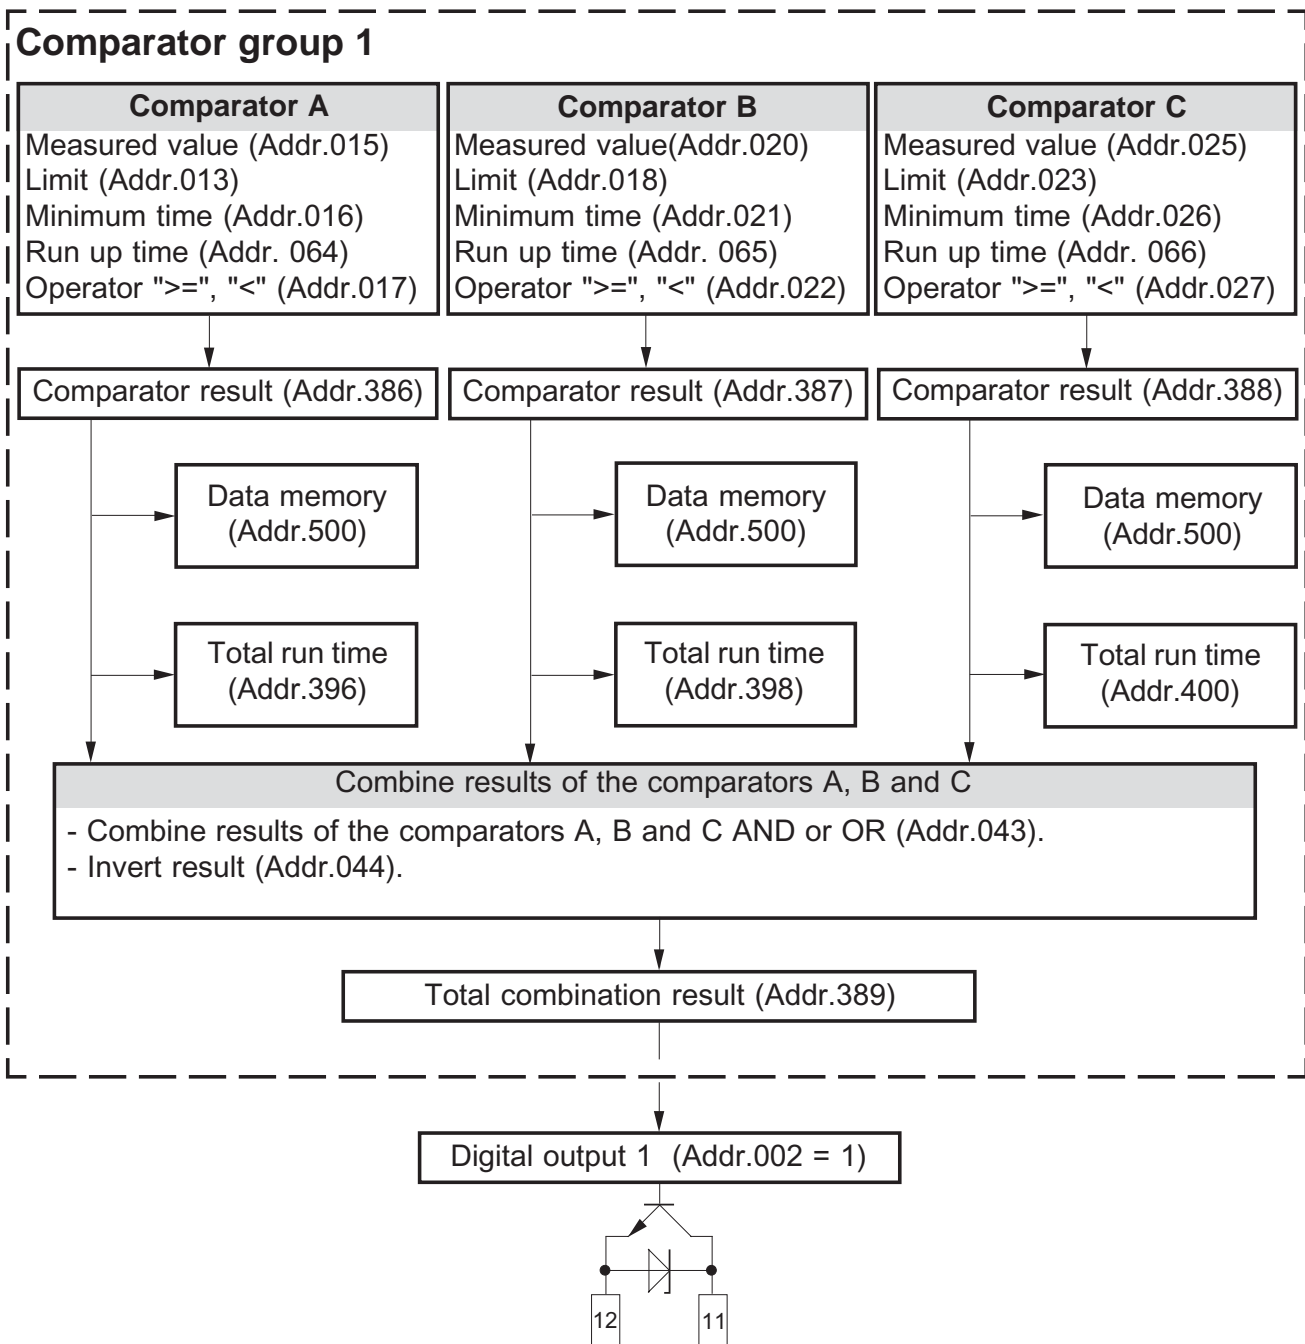 Comparator group 1
Comparator A
Measured value (Addr.015)
Limit (Addr.013)
Minimum time (Addr.016)
Run up time (Addr. 064)
Operator ">=", "<" (Addr.017)
Comparator B
Measured value(Addr.020)
Limit (Addr.018)
Minimum time (Addr.021)
Run up time (Addr. 065)
Operator ">=", "<" (Addr.022)
Comparator C
Measured value (Addr.025)
Limit (Addr.023)
Minimum time (Addr.026)
Run up time (Addr. 066)
Operator ">=", "<" (Addr.027)
Comparator result (Addr.386)
Comparator result (Addr.387)
Comparator result (Addr.388)
Data memory
(Addr.500)
Data memory
(Addr.500)
Data memory
(Addr.500)
Total run time
(Addr.396)
Total run time
(Addr.398)
Total run time
(Addr.400)
Combine results of the comparators A, B and C
- Combine results of the comparators A, B and C AND or OR (Addr.043).
- Invert result (Addr.044).
Total combination result (Addr.389)
Digital output 1 (Addr.002 = 1)
12
11